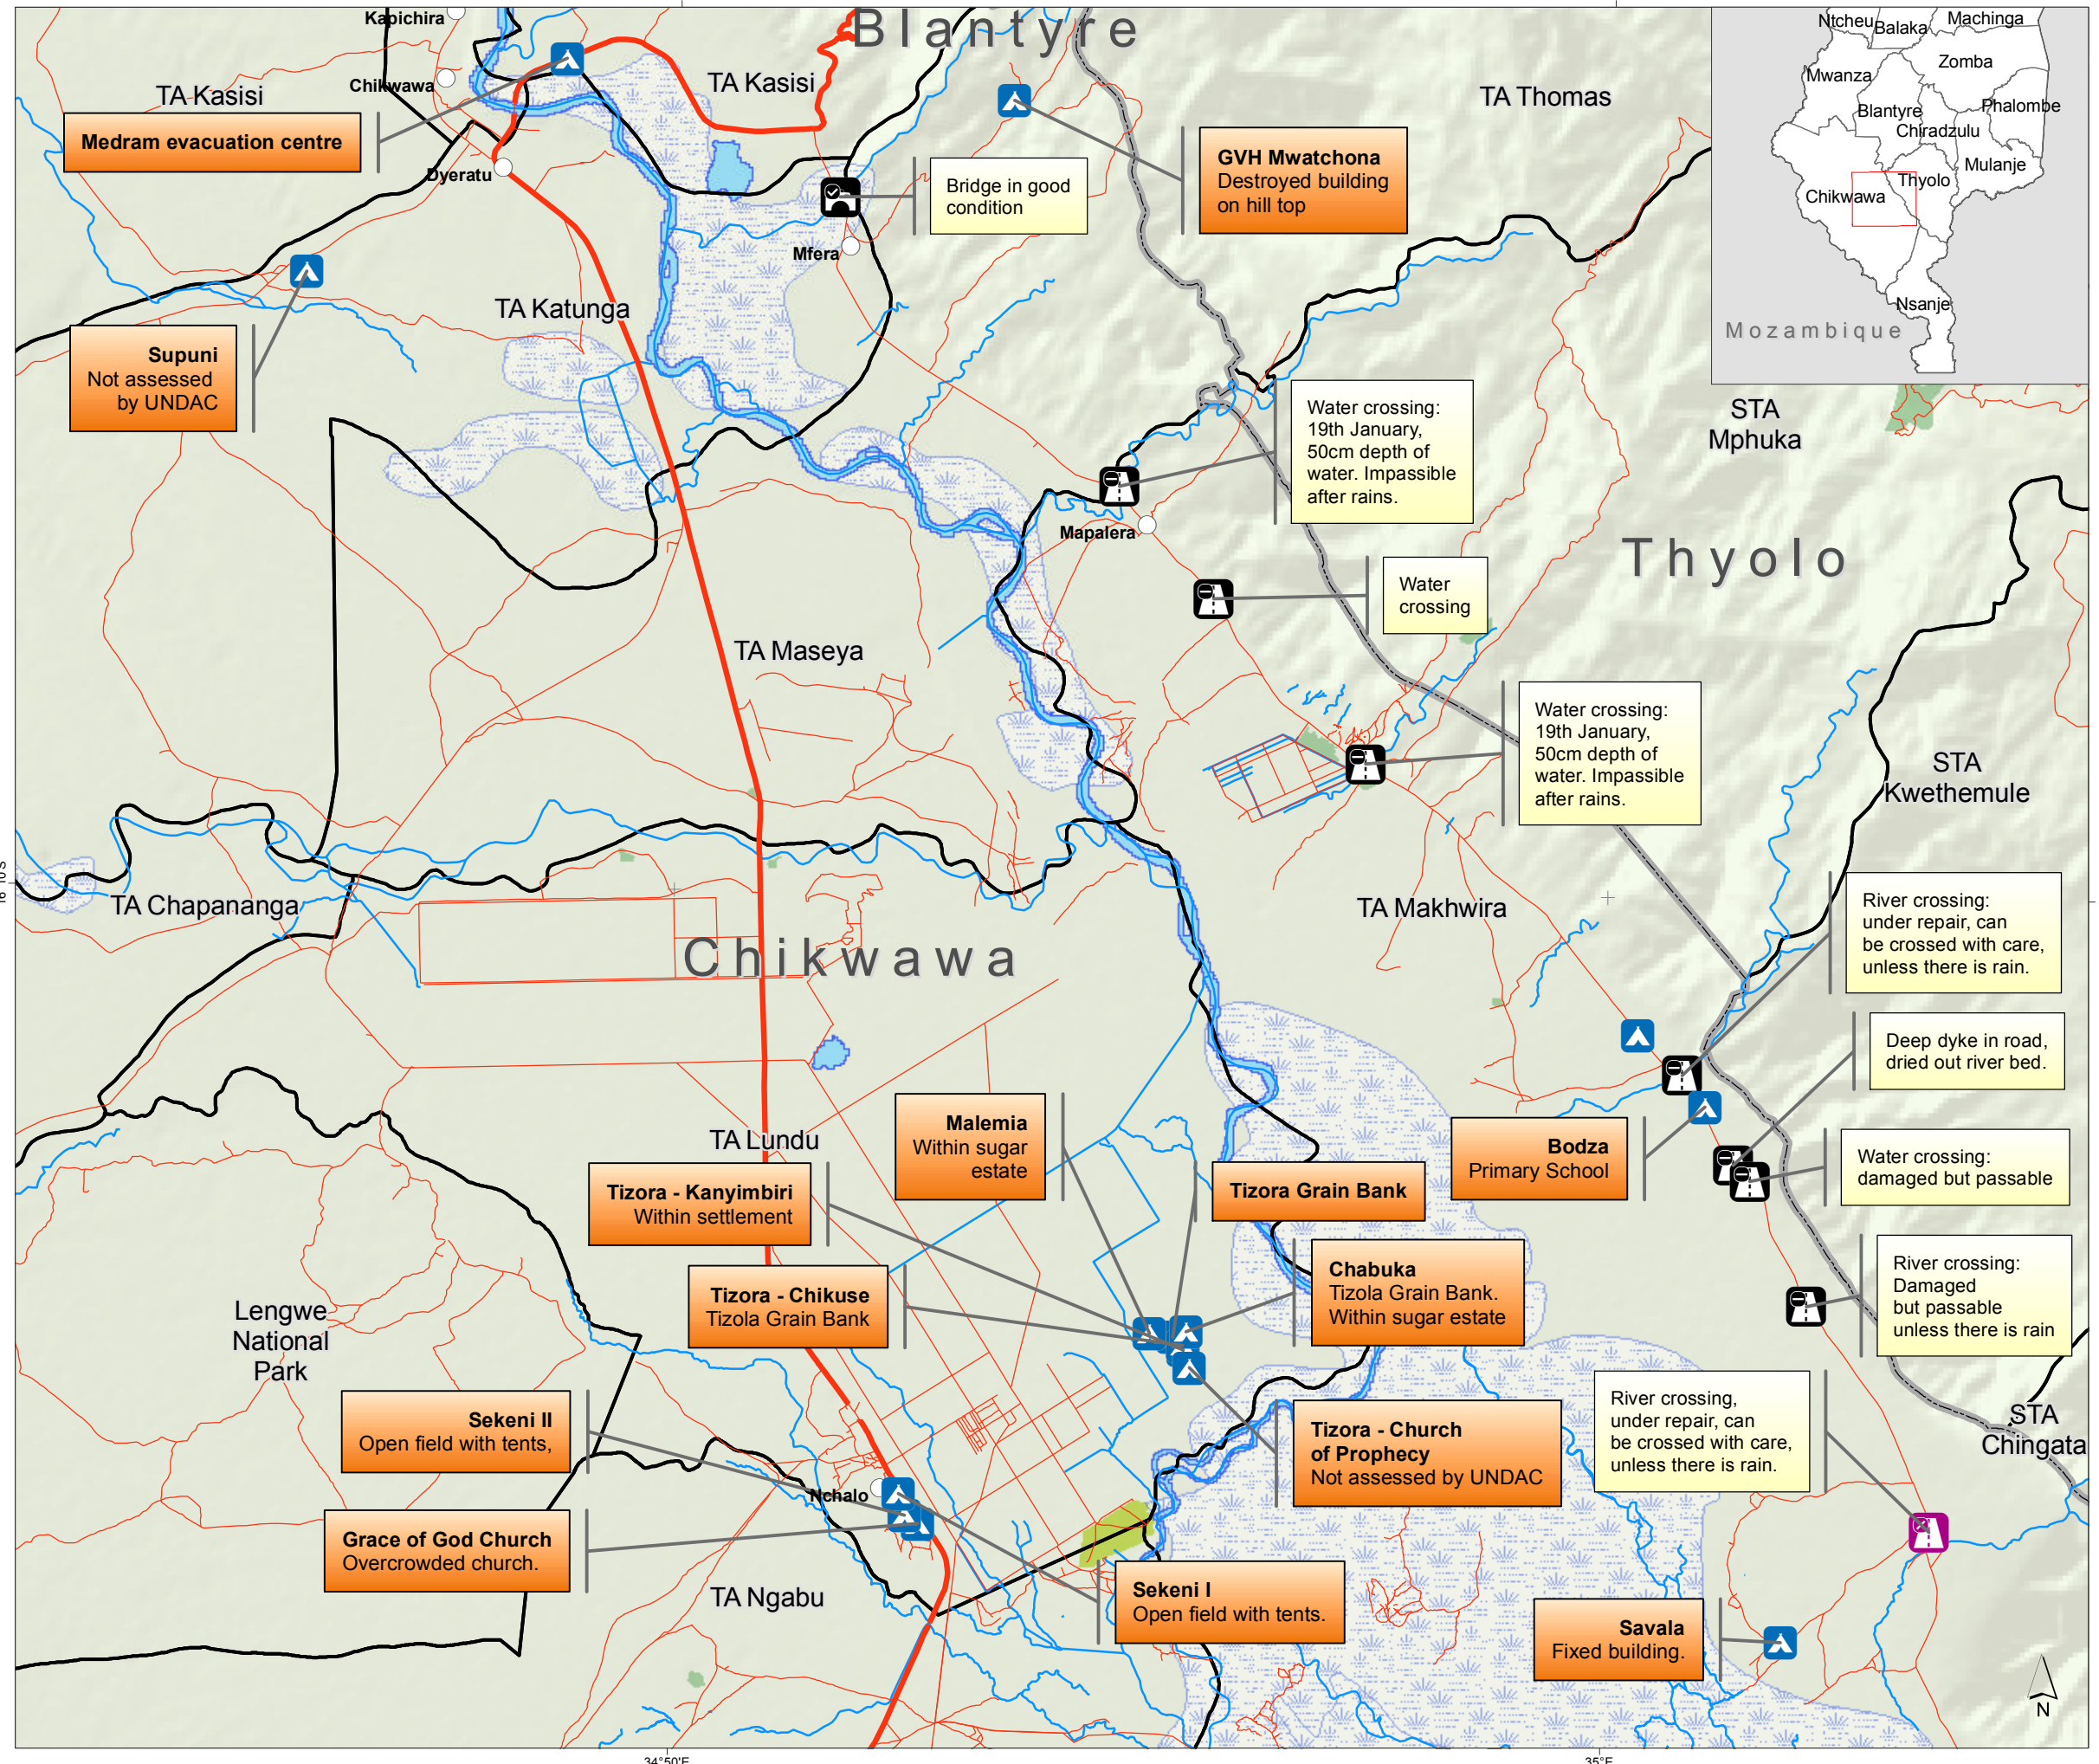 Blantyre
Kapichira
Chikwawa
TA Kasisi
TA Kasisi
TA Thomas
Medram evacuation centre
Dyeratu
GVH Mwatchona
Destroyed building
on hill top
Bridge in good
condition
Mfera
Ntcheu
Balaka
Machinga
Mwanza
Zomba
Blantyre
Phalombe
Chiradzulu
Mulanje
Thyolo
Chikwawa
Nsanje
Mozambique
TA Katunga
Supuni
Not assessed
by UNDAC
STA
Mphuka
Water crossing:
19th January,
50cm depth of
water. Impassible
after rains.
Mapalera
Thyolo
Water
crossing
TA Maseya
Water crossing:
19th January,
50cm depth of
water. Impassible
after rains.
STA
Kwethemule
TA Chapananga
TA Makhwira
Chikwawa
River crossing:
under repair, can
be crossed with care,
unless there is rain.
Deep dyke in road,
dried out river bed.
TA Lundu
Malemia
Within sugar
estate
Bodza
Primary School
Water crossing:
damaged but passable
Tizora - Kanyimbiri
Within settlement
Tizora Grain Bank
Tizora - Chikuse
Tizola Grain Bank
Chabuka
Tizola Grain Bank.
Within sugar estate
River crossing:
Damaged
but passable
unless there is rain
Lengwe
National
Park
Sekeni II
Open field with tents,
Tizora - Church
of Prophecy
Not assessed by UNDAC
River crossing,
under repair, can
be crossed with care,
unless there is rain.
STA
Chingata
Nchalo
Grace of God Church
Overcrowded church.
TA Ngabu
Sekeni I
Open field with tents.
Savala
Fixed building.
N
34°50'E
35°E